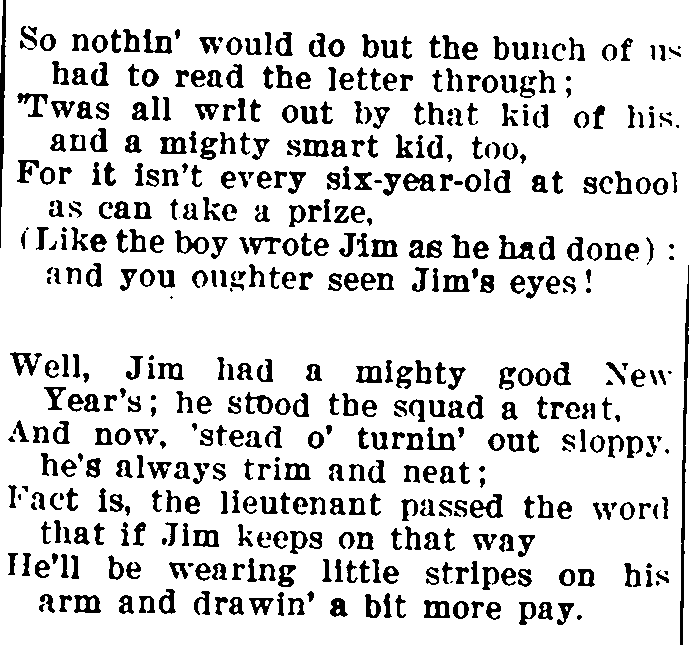 So nothin' would do but the bunch of us
had to read the letter through;
'Twas all writ out by that kid of his.
and a mighty smart kid, too,
For it isn't every six-year-old at school
as can take a prize,
(Like the boy wrote Jim as he had done) :
and you oughter seen Jim's eyes!
Well, Jim had a mighty good New
Year's; he stood the squad a treat,
And now, 'stead o' turnin' out sloppy.
he's always trim and neat;
Fact is, the lieutenant passed the word
that if Jim keeps on that way
He'll be wearing little stripes on his
arm and drawin' a bit more pay.